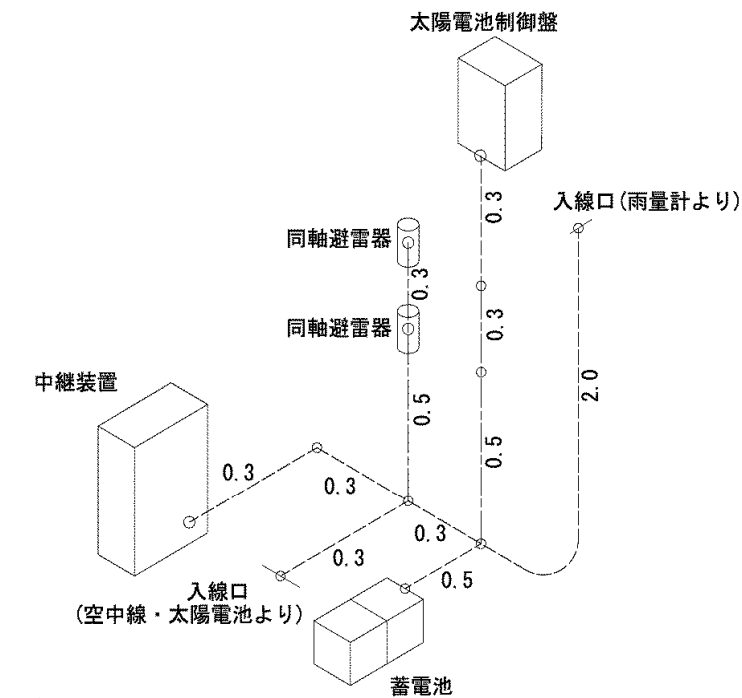 太陽電池制御盤
0.3
入線口(雨量計より)
同軸避雷器
0.3
0.3
同軸避雷器
中継装置
2.0
0.5
0.5
0.3
0.3
0.3
0.3
0.5
入線口
(空中線・太陽電池より)
蓄電池